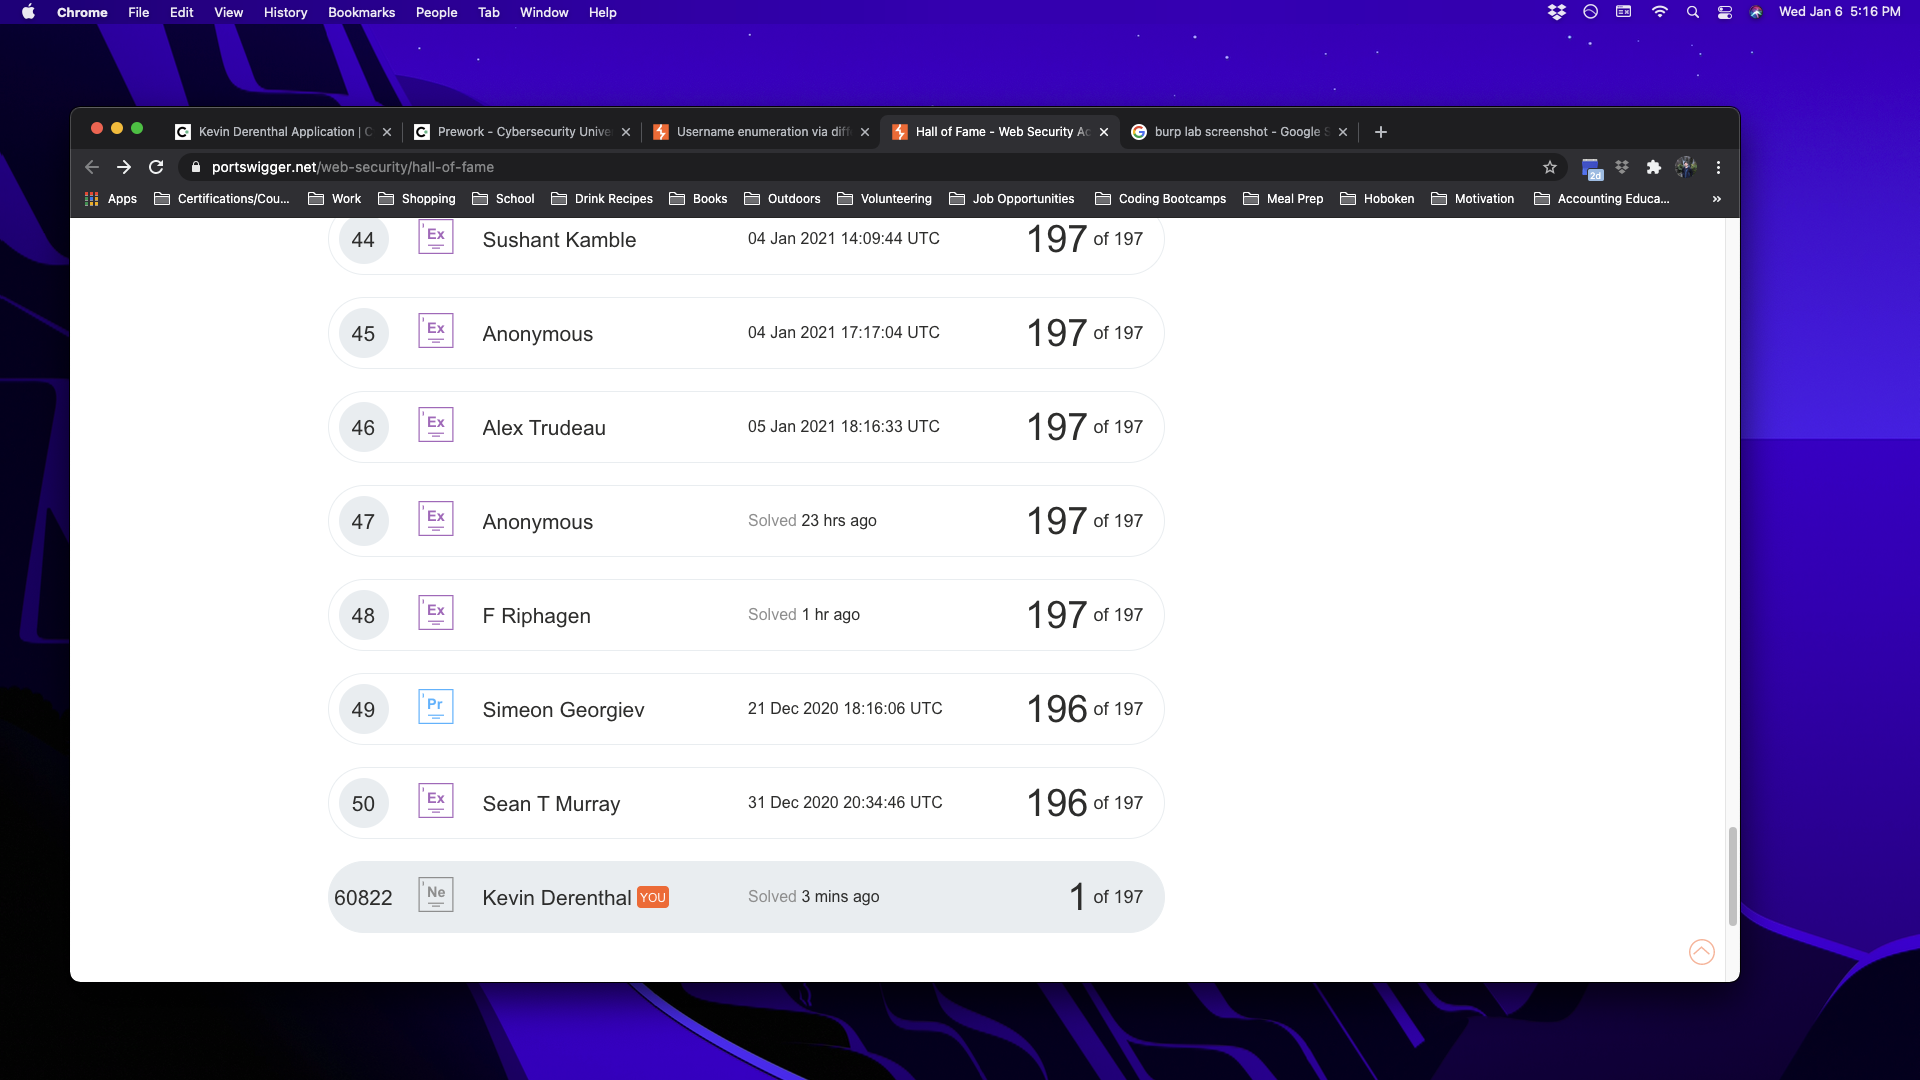 Chrome File Edit View History Bookmarks People Tab Window Help Wed Jan 6 5:16 PM
Kevin Derenthal Application | C Prework - Cybersecurity Unive Username enumeration via diff Hall of Fame - Web Security Ac burp lab screenshot - Google S
portswigger.net/web-security/hall-of-fame 2d
Apps Certifications/Cou... Work Shopping School Drink Recipes Books Outdoors Volunteering Job Opportunities Coding Bootcamps Meal Prep Hoboken Motivation Accounting Educa... »
44 Ex Sushant Kamble 04 Jan 2021 14:09:44 UTC 197 of 197
45 Ex Anonymous 04 Jan 2021 17:17:04 UTC 197 of 197
46 Ex Alex Trudeau 05 Jan 2021 18:16:33 UTC 197 of 197
47 Ex Anonymous Solved 23 hrs ago 197 of 197
48 Ex F Riphagen Solved 1 hr ago 197 of 197
49 Pr Simeon Georgiev 21 Dec 2020 18:16:06 UTC 196 of 197
50 Ex Sean T Murray 31 Dec 2020 20:34:46 UTC 196 of 197
60822 Ne Kevin Derenthal YOU Solved 3 mins ago 1 of 197